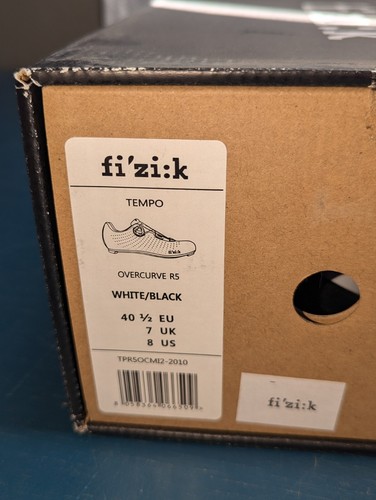 fi'zi:k
TEMPO
OVERCURVE R5
WHITE/BLACK
40 ½ EU
7 UK
8 US
TPR5OCMI2-2010
fi'zi:k